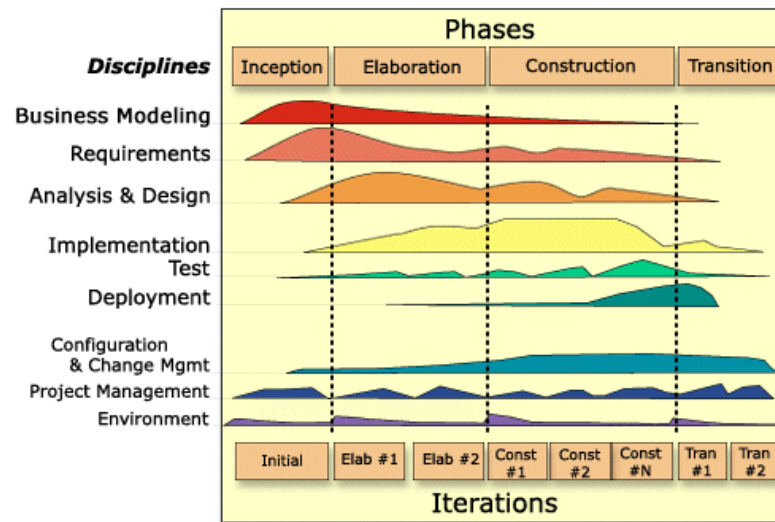 Phases
Disciplines
Inception
Elaboration
Construction
Transition
Business Modeling
Requirements
Analysis & Design
Implementation
Test
Deployment
Configuration
& Change Mgmt
Project Management
Environment
Initial
Elab #1
Elab #2
Const
#1
Const
#2
Const
#N
Tran
#1
Tran
#2
Iterations